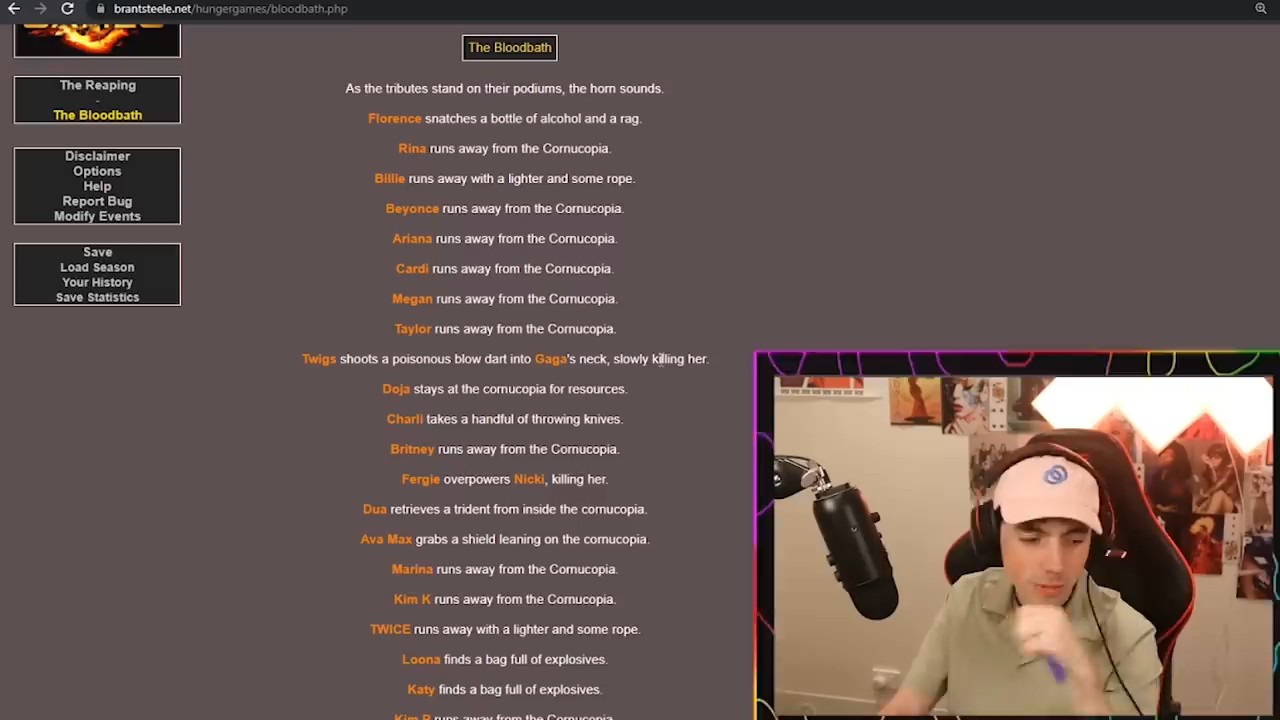 brantsteele.net/hungergames/bloodbath.php
The Bloodbath
The Reaping
-
The Bloodbath
Disclaimer
Options
Help
Report Bug
Modify Events
Save
Load Season
Your History
Save Statistics
As the tributes stand on their podiums, the horn sounds.
Florence snatches a bottle of alcohol and a rag.
Rina runs away from the Cornucopia.
Billie runs away with a lighter and some rope.
Beyonce runs away from the Cornucopia.
Ariana runs away from the Cornucopia.
Cardi runs away from the Cornucopia.
Megan runs away from the Cornucopia.
Taylor runs away from the Cornucopia.
Twigs shoots a poisonous blow dart into Gaga's neck, slowly killing her.
Doja stays at the cornucopia for resources.
Charli takes a handful of throwing knives.
Britney runs away from the Cornucopia.
Fergie overpowers Nicki, killing her.
Dua retrieves a trident from inside the cornucopia.
Ava Max grabs a shield leaning on the cornucopia.
Marina runs away from the Cornucopia.
Kim K runs away from the Cornucopia.
TWICE runs away with a lighter and some rope.
Loona finds a bag full of explosives.
Katy finds a bag full of explosives.
Kim P runs away from the Cornucopia.